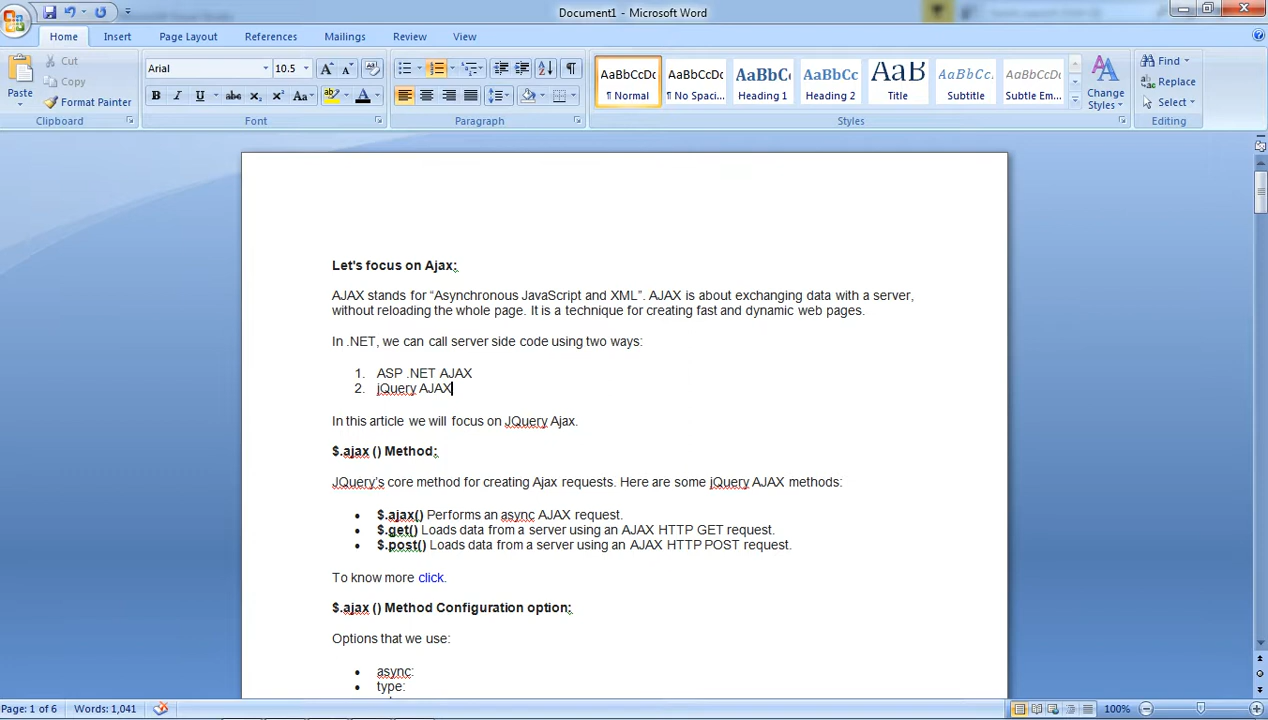 Document1 - Microsoft Word
Home Insert Page Layout References Mailings Review View
Paste
Cut
Copy
Format Painter
Clipboard
Arial 10.5
Font
Paragraph
AaBbCcDc AaBbCcDc AaBbCc AaBbCc AaB AaBbCc. AaBbCcDc
¶ Normal ¶ No Spaci... Heading 1 Heading 2 Title Subtitle Subtle Em...
Change Styles
Styles
Find
Replace
Select
Editing
Let's focus on Ajax:
AJAX stands for “Asynchronous JavaScript and XML”. AJAX is about exchanging data with a server,
without reloading the whole page. It is a technique for creating fast and dynamic web pages.
In .NET, we can call server side code using two ways:
1. ASP .NET AJAX
2. jQuery AJAX
In this article we will focus on JQuery Ajax.
$.ajax () Method:
JQuery’s core method for creating Ajax requests. Here are some jQuery AJAX methods:
• $.ajax() Performs an async AJAX request.
• $.get() Loads data from a server using an AJAX HTTP GET request.
• $.post() Loads data from a server using an AJAX HTTP POST request.
To know more click.
$.ajax () Method Configuration option:
Options that we use:
• async:
• type:
Page: 1 of 6 Words: 1,041 100%